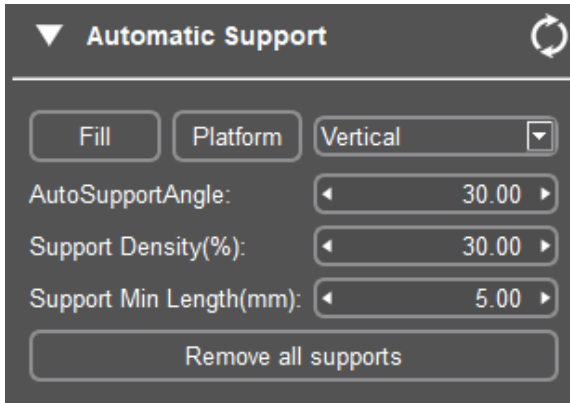 Automatic Support
Fill Platform Vertical
AutoSupportAngle: 30.00
Support Density(%): 30.00
Support Min Length(mm): 5.00
Remove all supports